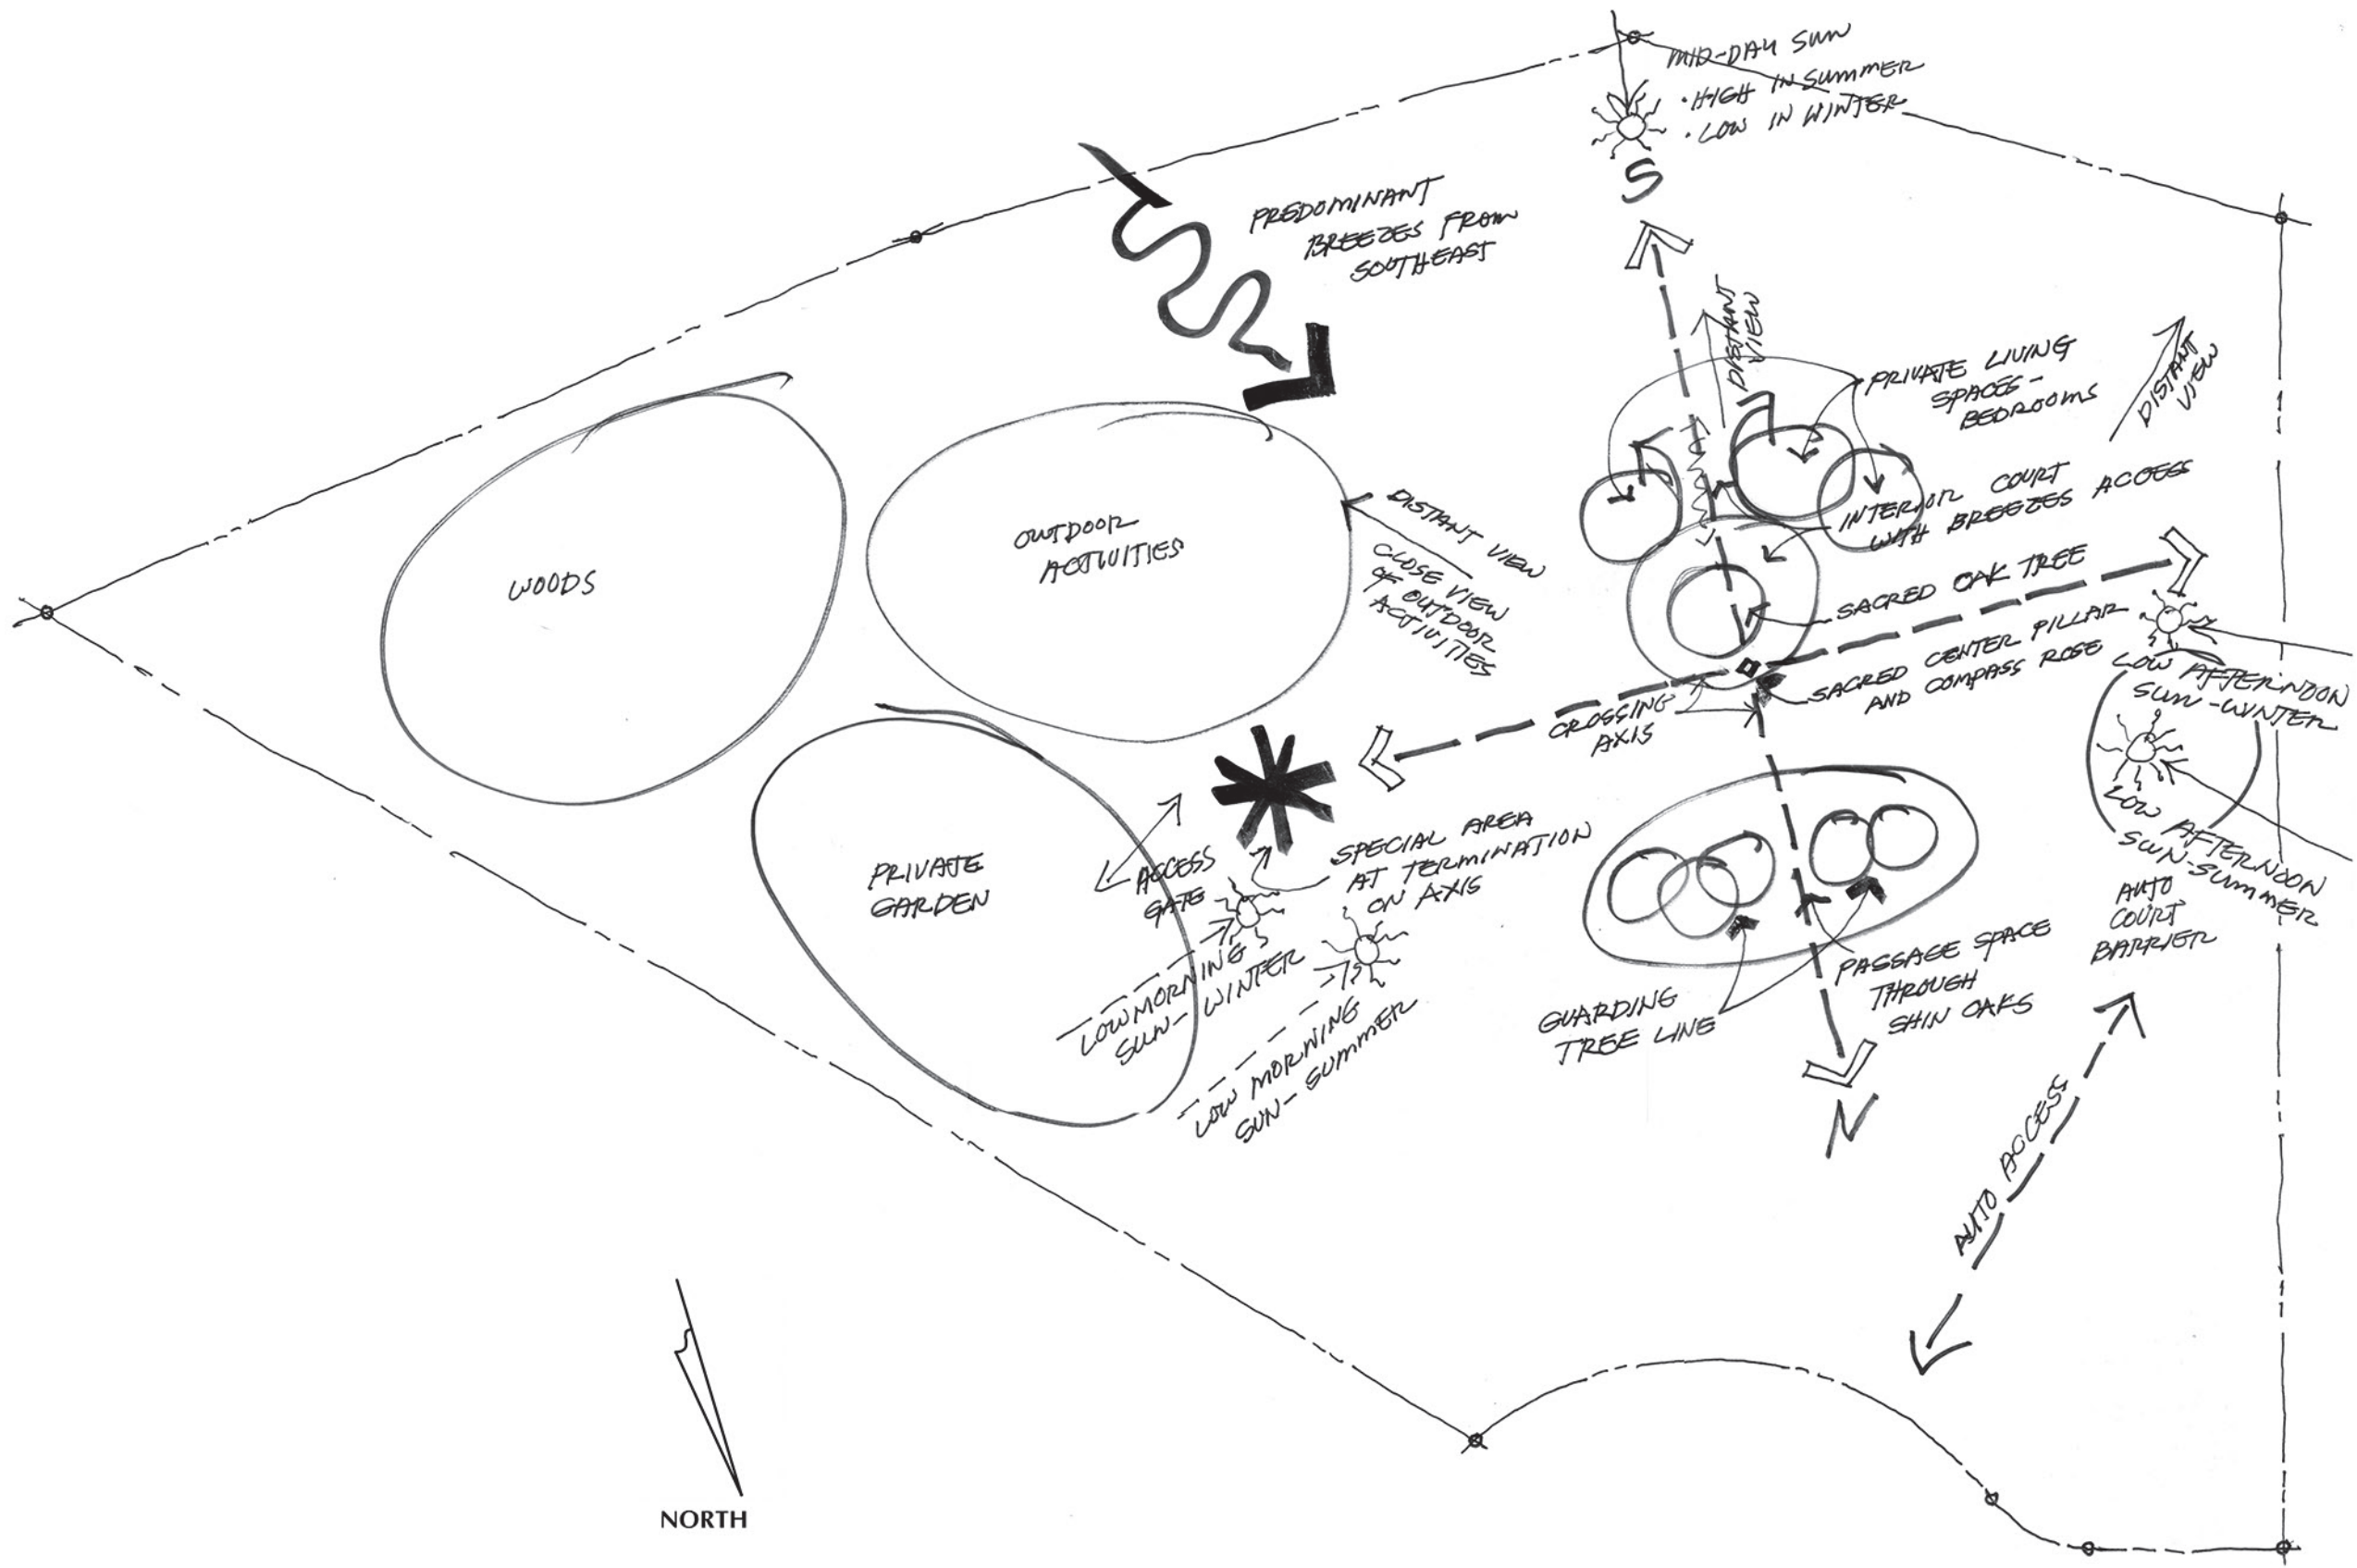 MID-DAY SUN
• HIGH IN SUMMER
• LOW IN WINTER
S
PREDOMINANT
BREEZES FROM
SOUTHEAST
DISTANT
VIEW
PRIVATE LIVING
SPACES -
BEDROOMS
DISTANT
VIEW
INTERIOR COURT
WITH BREEZES ACCESS
SACRED OAK TREE
SACRED CENTER PILLAR
AND COMPASS ROSE
WOODS
OUTDOOR
ACTIVITIES
DISTANT VIEW
CLOSE VIEW
OF OUTDOOR
ACTIVITIES
CROSSING
AXIS
LOW AFTERNOON
SUN - WINTER
LOW AFTERNOON
SUN - SUMMER
AUTO
COURT
BARRIER
PRIVATE
GARDEN
ACCESS
GATE
SPECIAL AREA
AT TERMINATION
ON AXIS
LOW MORNING
SUN - WINTER
LOW MORNING
SUN - SUMMER
GUARDING
TREE LINE
PASSAGE SPACE
THROUGH
SHIN OAKS
N
AUTO ACCESS
NORTH